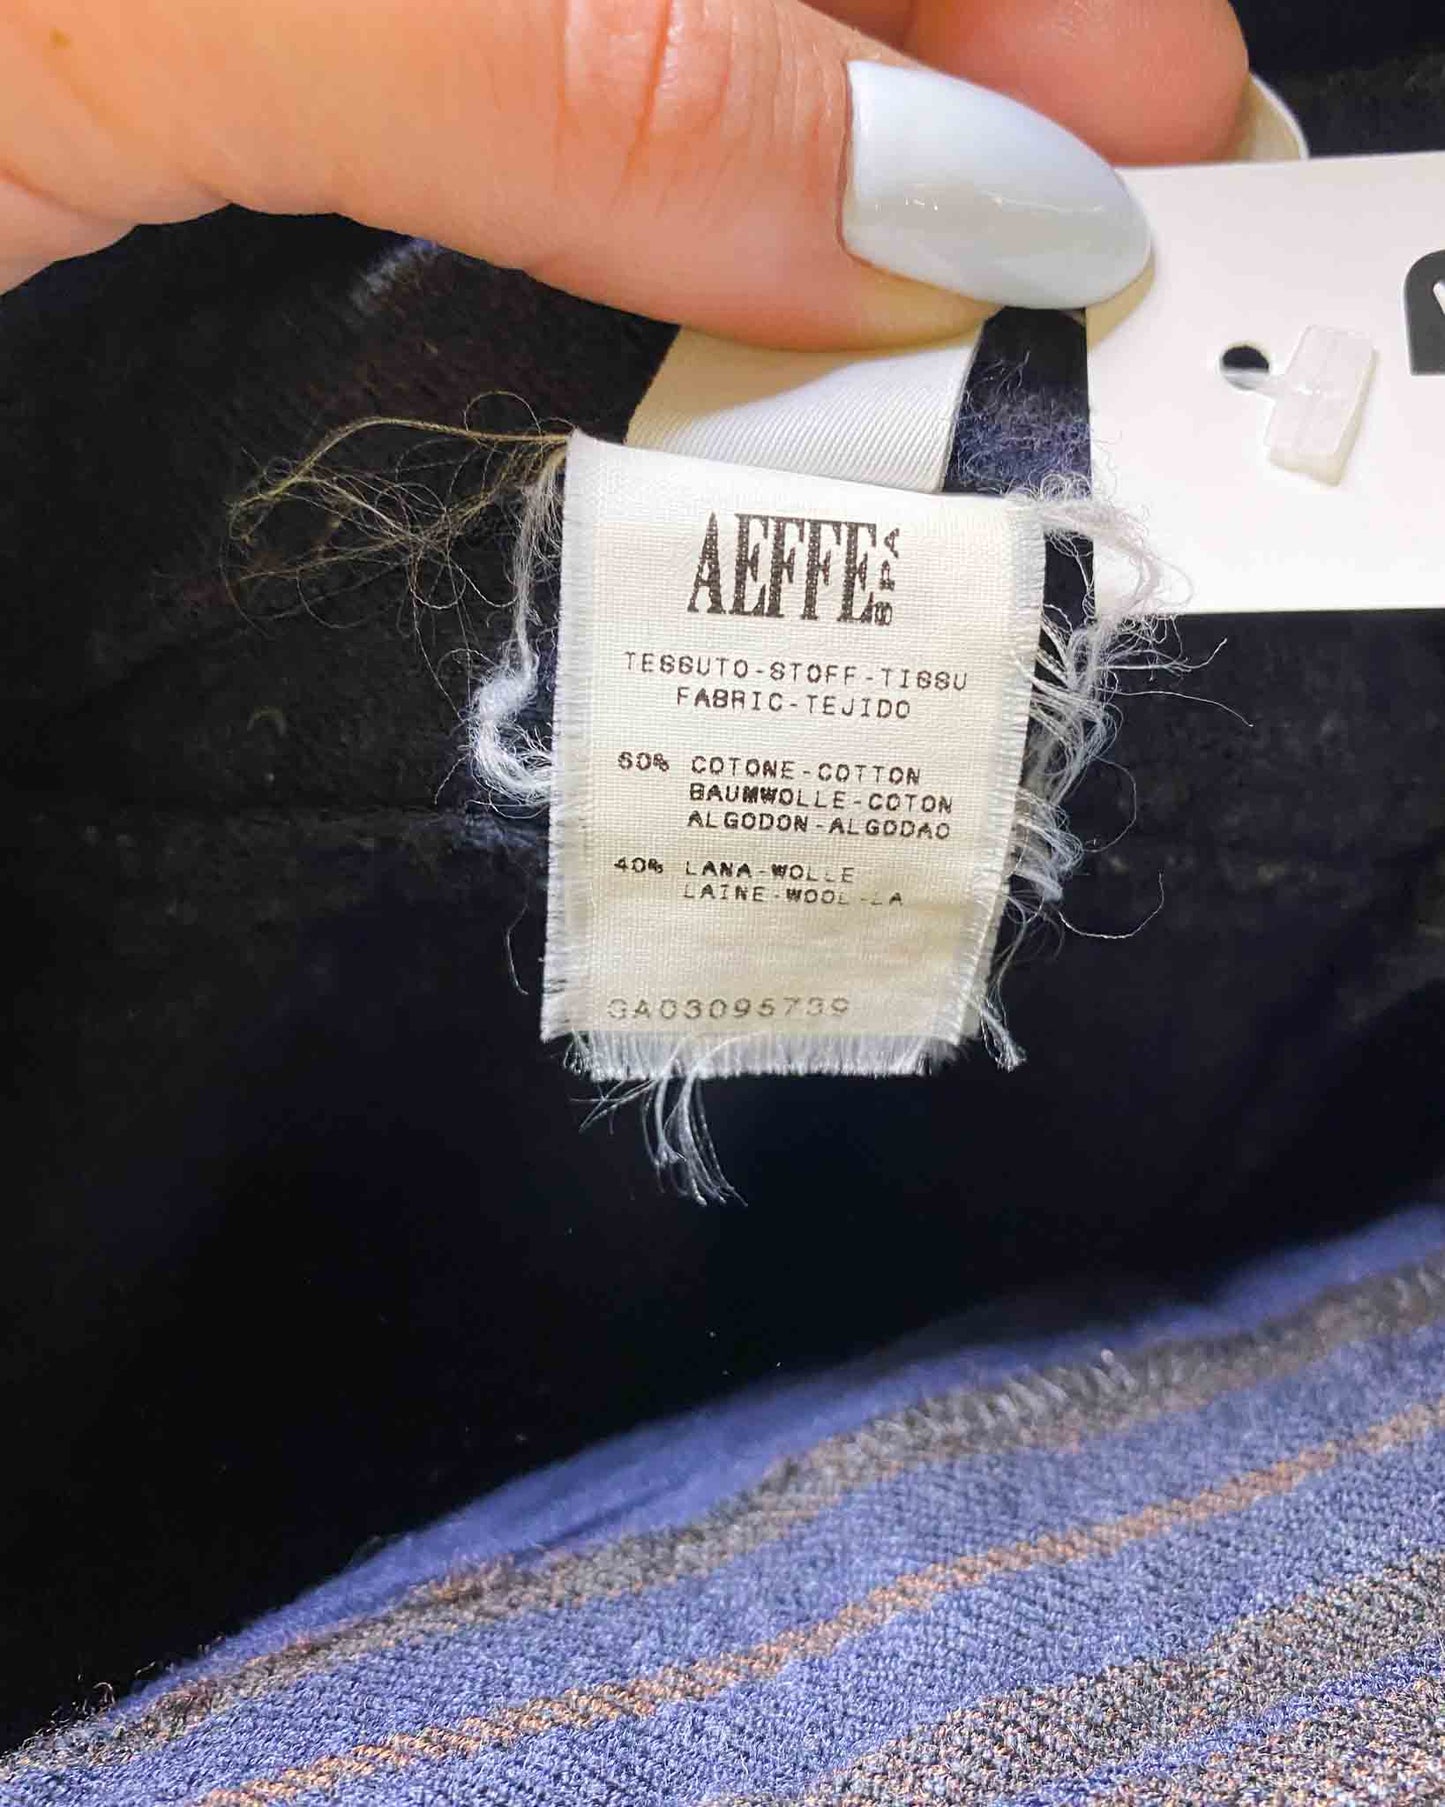 AEFFE SPA
TESSUTO-STOFF-TISSU
FABRIC-TEJIDO
60% COTONE-COTTON
BAUMWOLLE-COTON
ALGODON-ALGODAO
40% LANA-WOLLE
LAINE-WOOL-LA
GA03095739